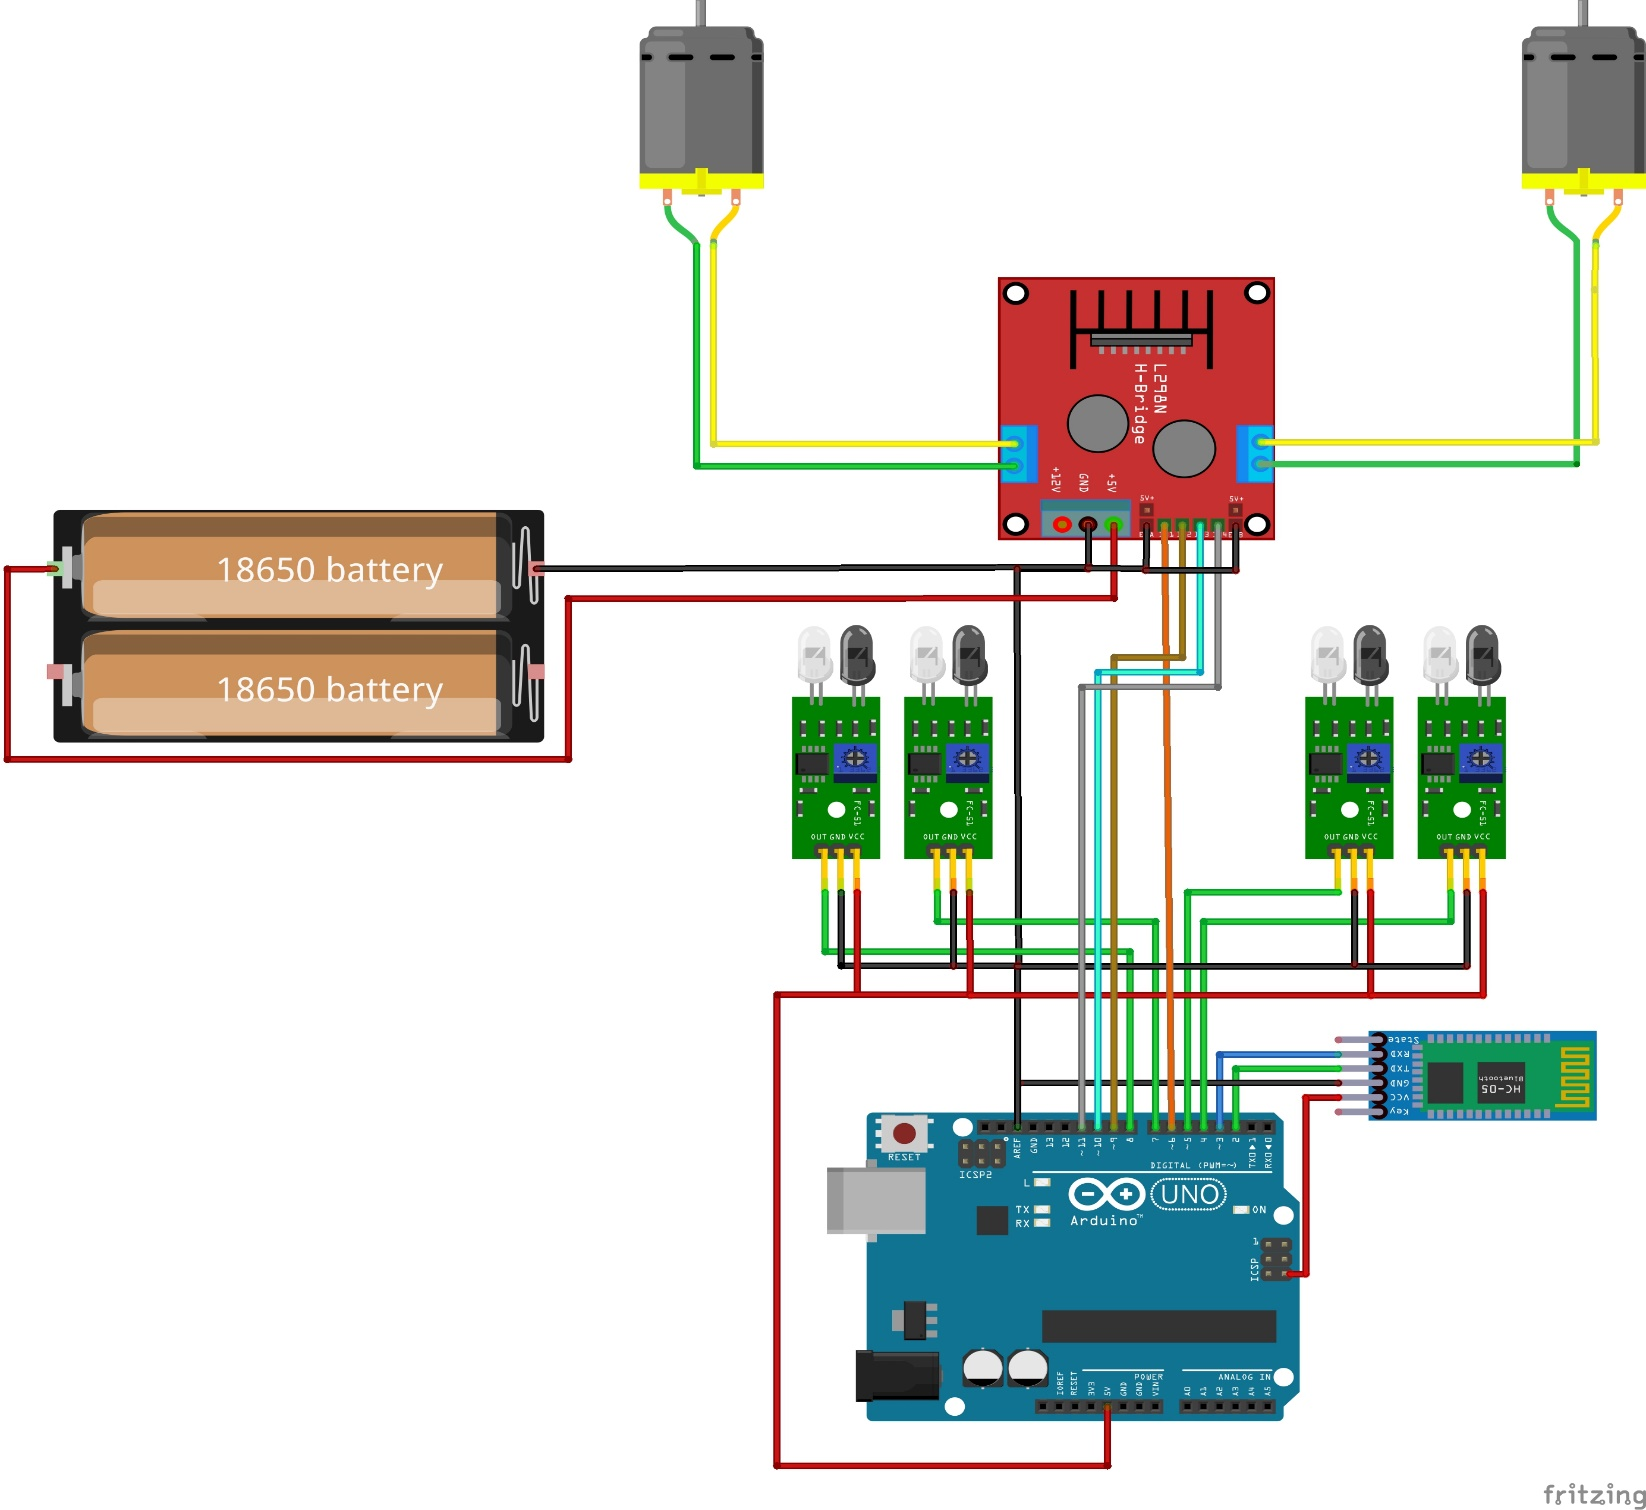 L298N
H-Bridge
+12V
GND
+5V
5V+
5V+
18650 battery
18650 battery
FC-51
OUT GND VCC
FC-51
OUT GND VCC
FC-51
OUT GND VCC
FC-51
OUT GND VCC
State
RXD
TXD
GND
VCC
Key
HC-05
Bluetooth
RESET
ICSP2
AREF
GND
13
12
~11
~10
~9
8
7
~6
~5
4
~3
2
TX0▶1
RX0◀0
DIGITAL (PWM=~)
L
TX
RX
UNO
Arduino™
ON
1
ICSP
POWER
ANALOG IN
IOREF
RESET
3V3
5V
GND
GND
VIN
A0
A1
A2
A3
A4
A5
fritzing